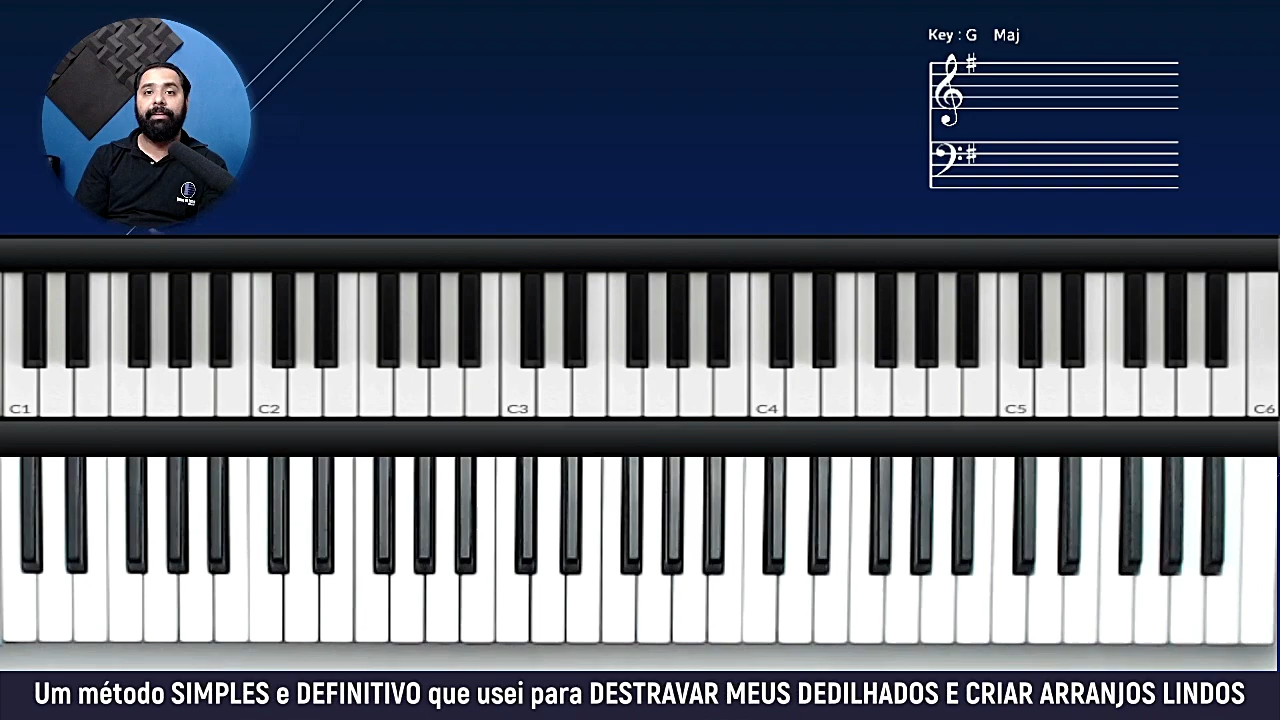 Key : G Maj
C1 C2 C3 C4 C5 C6
Um método SIMPLES e DEFINITIVO que usei para DESTRAVAR MEUS DEDILHADOS E CRIAR ARRANJOS LINDOS